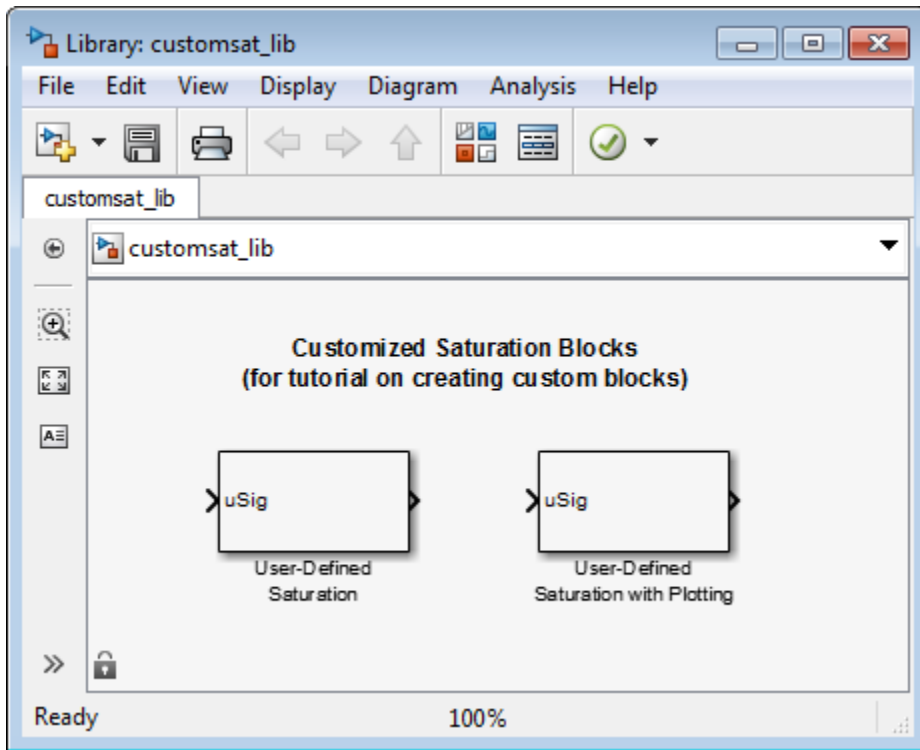 Library: customsat_lib
File Edit View Display Diagram Analysis Help
customsat_lib
customsat_lib
Customized Saturation Blocks
(for tutorial on creating custom blocks)
uSig
User-Defined
Saturation
uSig
User-Defined
Saturation with Plotting
Ready 100%